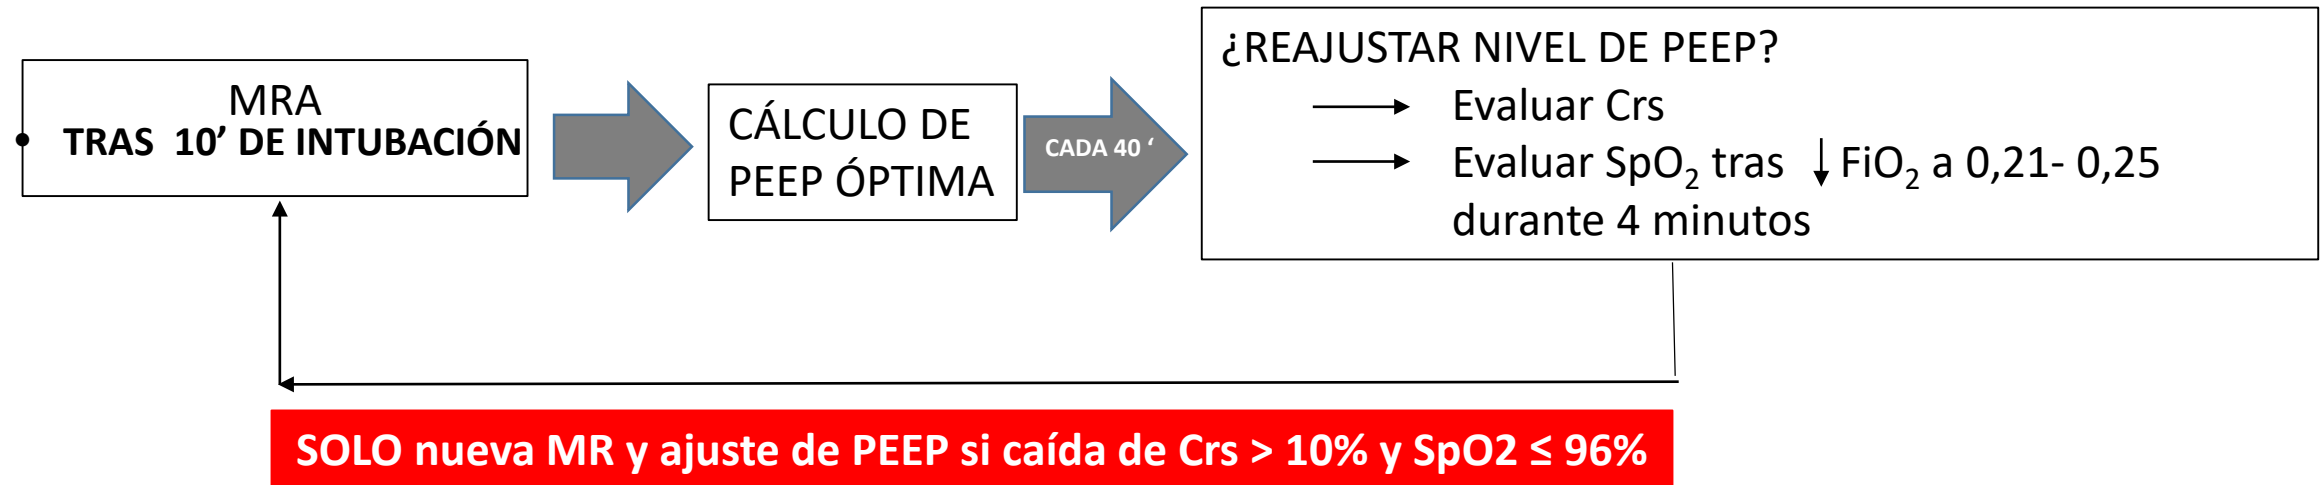 MRA
• TRAS 10’ DE INTUBACIÓN
CÁLCULO DE
PEEP ÓPTIMA
CADA 40 ‘
¿REAJUSTAR NIVEL DE PEEP?
→ Evaluar Crs
→ Evaluar SpO₂ tras ↓ FiO₂ a 0,21- 0,25
durante 4 minutos
SOLO nueva MR y ajuste de PEEP si caída de Crs > 10% y SpO2 ≤ 96%